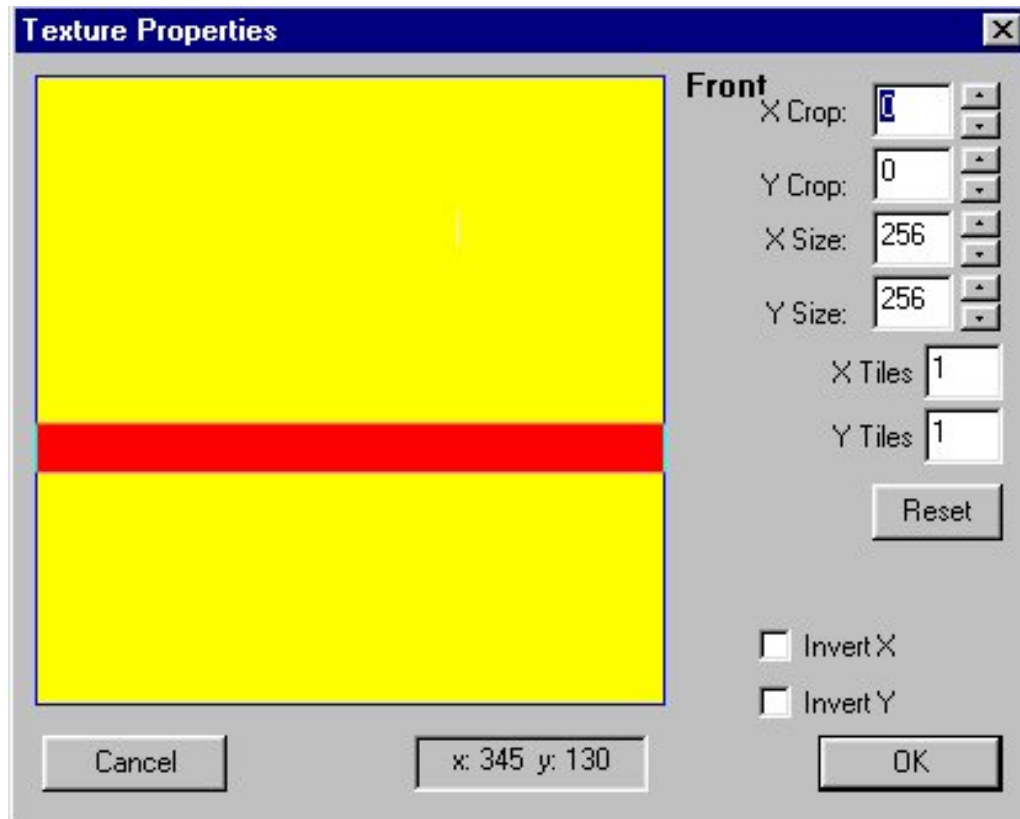 Texture Properties
Front
X Crop: 0
Y Crop: 0
X Size: 256
Y Size: 256
X Tiles 1
Y Tiles 1
Reset
Invert X
Invert Y
Cancel
x: 345 y: 130
OK